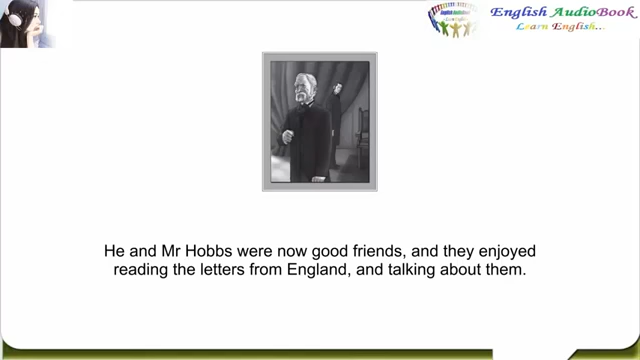 English AudioBook
Learn English...
He and Mr Hobbs were now good friends, and they enjoyed
reading the letters from England, and talking about them.